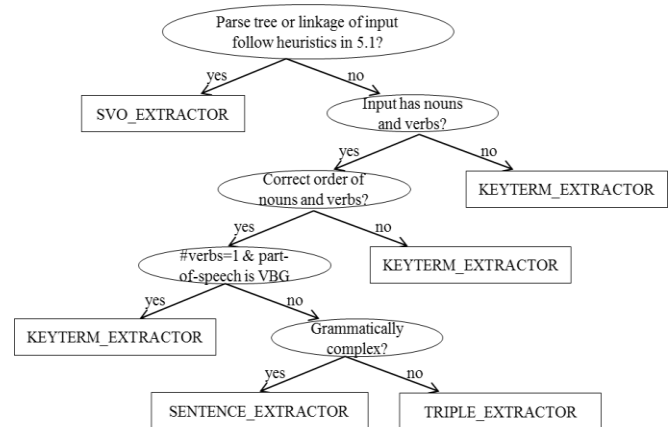 Parse tree or linkage of input
follow heuristics in 5.1?
yes
no
SVO_EXTRACTOR
Input has nouns
and verbs?
yes
no
Correct order of
nouns and verbs?
KEYTERM_EXTRACTOR
yes
no
#verbs=1 & part-
of-speech is VBG
KEYTERM_EXTRACTOR
yes
no
KEYTERM_EXTRACTOR
Grammatically
complex?
yes
no
SENTENCE_EXTRACTOR
TRIPLE_EXTRACTOR